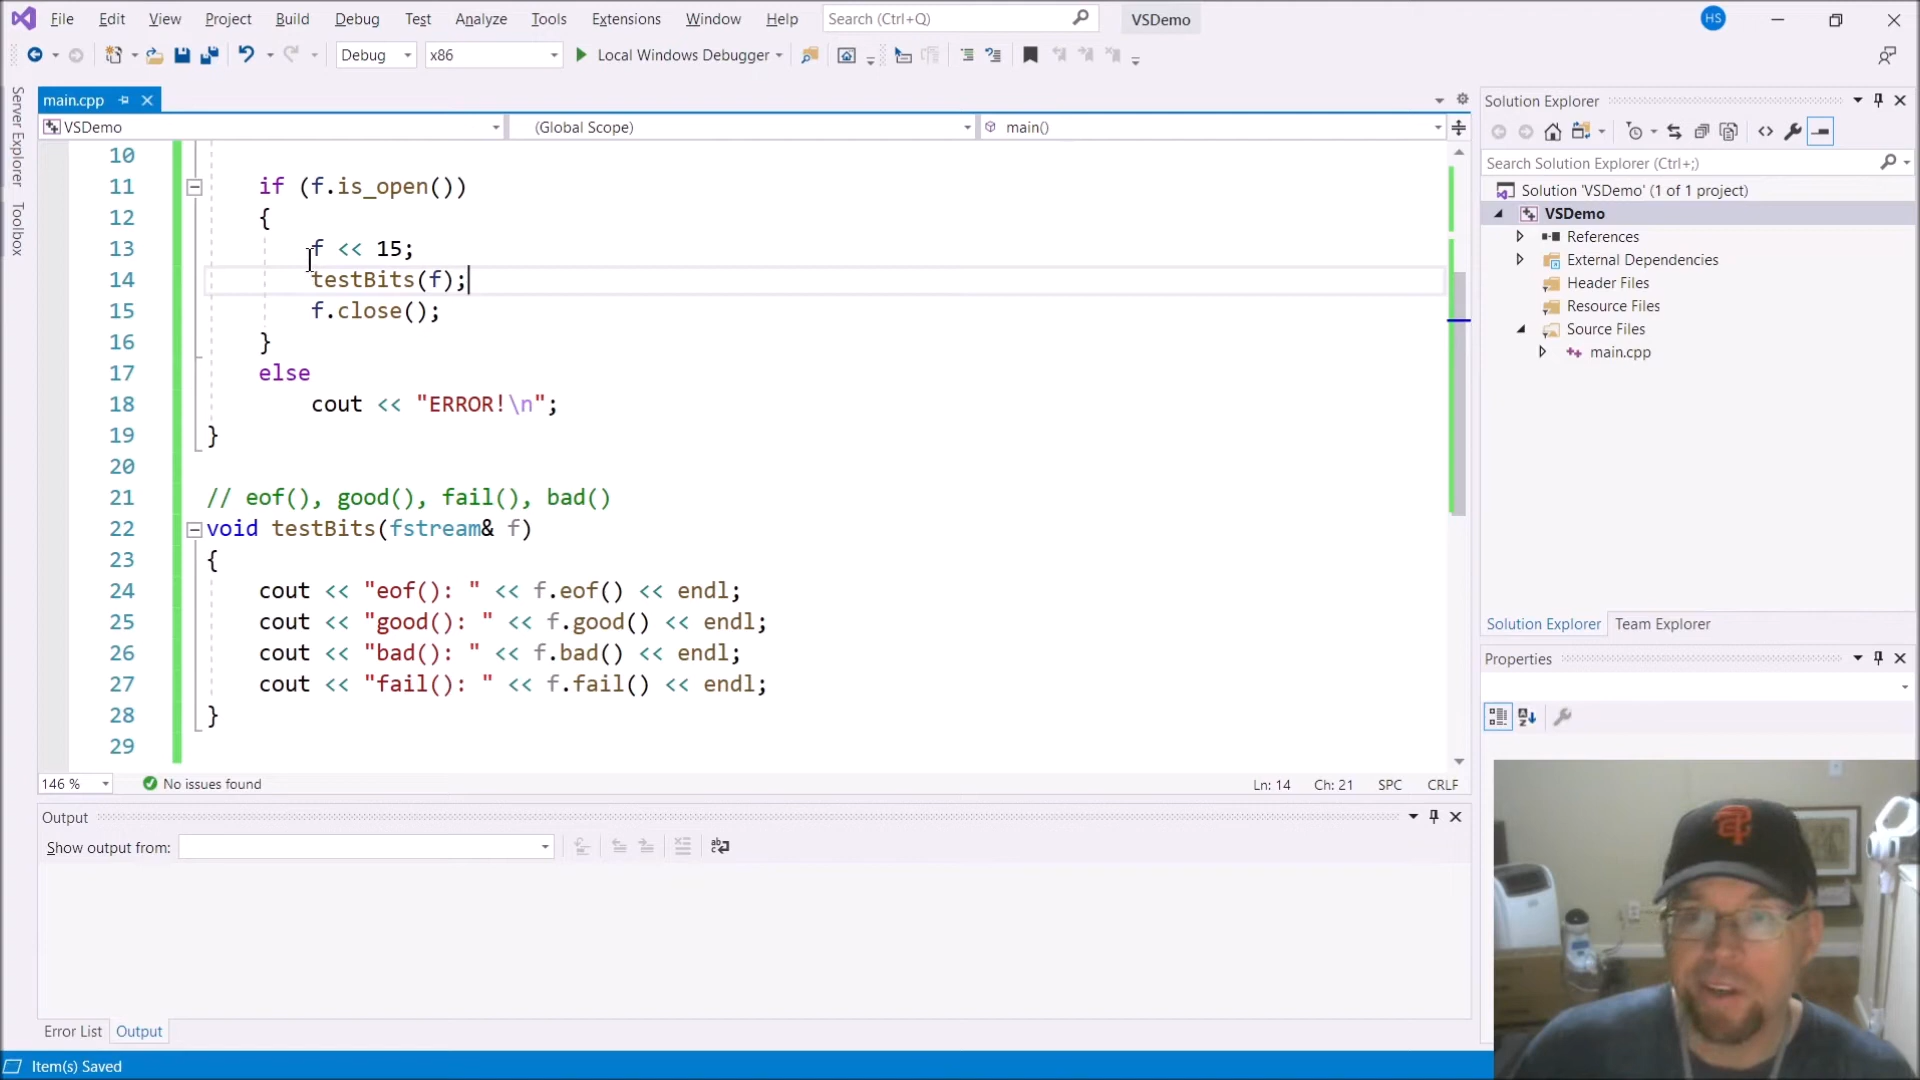 File Edit View Project Build Debug Test Analyze Tools Extensions Window Help Search (Ctrl+Q) VSDemo HS
Debug x86 Local Windows Debugger
Server Explorer
Toolbox
main.cpp
VSDemo (Global Scope) main()
10
11 if (f.is_open())
12 {
13 f << 15;
14 testBits(f);
15 f.close();
16 }
17 else
18 cout << "ERROR!\n";
19 }
20
21 // eof(), good(), fail(), bad()
22 void testBits(fstream& f)
23 {
24 cout << "eof(): " << f.eof() << endl;
25 cout << "good(): " << f.good() << endl;
26 cout << "bad(): " << f.bad() << endl;
27 cout << "fail(): " << f.fail() << endl;
28 }
29
146 % No issues found Ln: 14 Ch: 21 SPC CRLF
Output
Show output from:
Error List Output
Item(s) Saved
Solution Explorer
Search Solution Explorer (Ctrl+;)
Solution 'VSDemo' (1 of 1 project)
VSDemo
References
External Dependencies
Header Files
Resource Files
Source Files
main.cpp
Solution Explorer Team Explorer
Properties